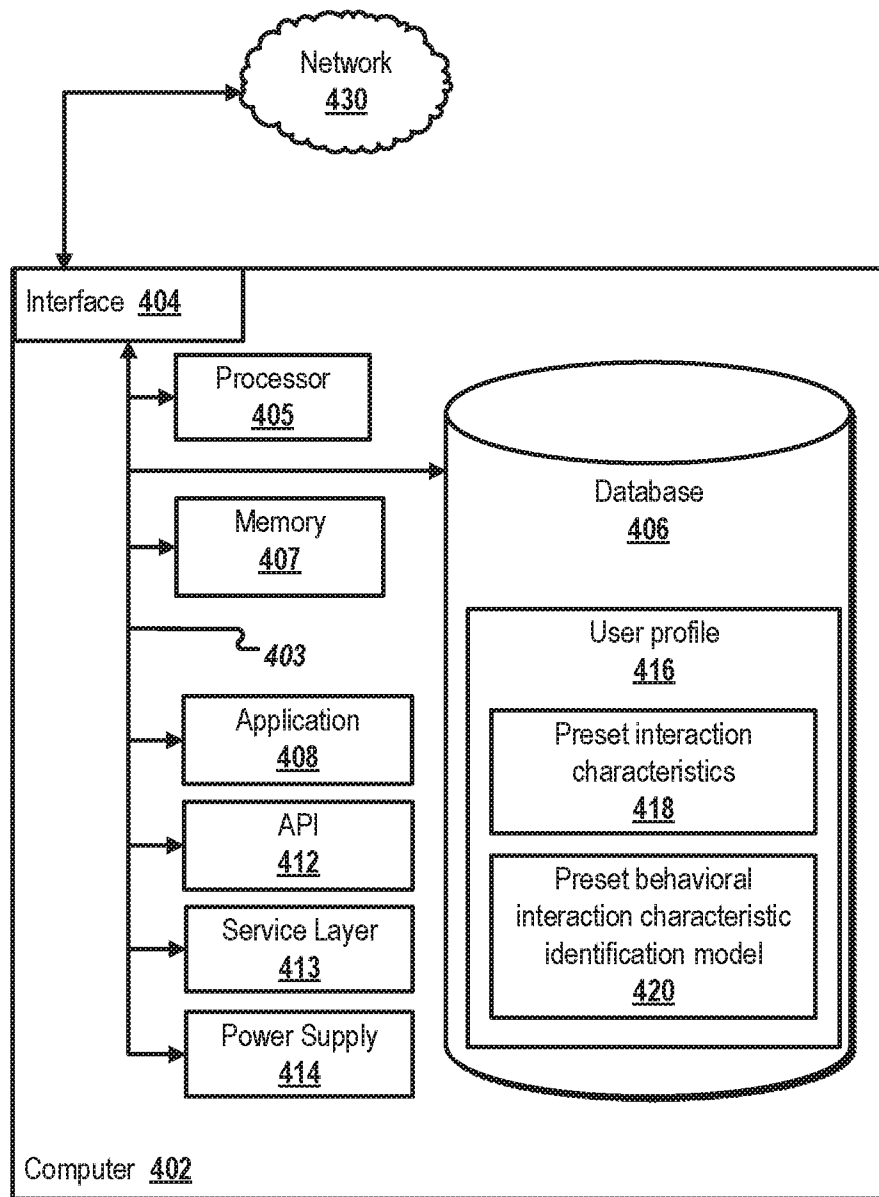 Network
430
Interface 404
Processor
405
Database
406
Memory
407
403
User profile
416
Application
408
Preset interaction
characteristics
418
API
412
Preset behavioral
interaction characteristic
identification model
420
Service Layer
413
Power Supply
414
Computer 402